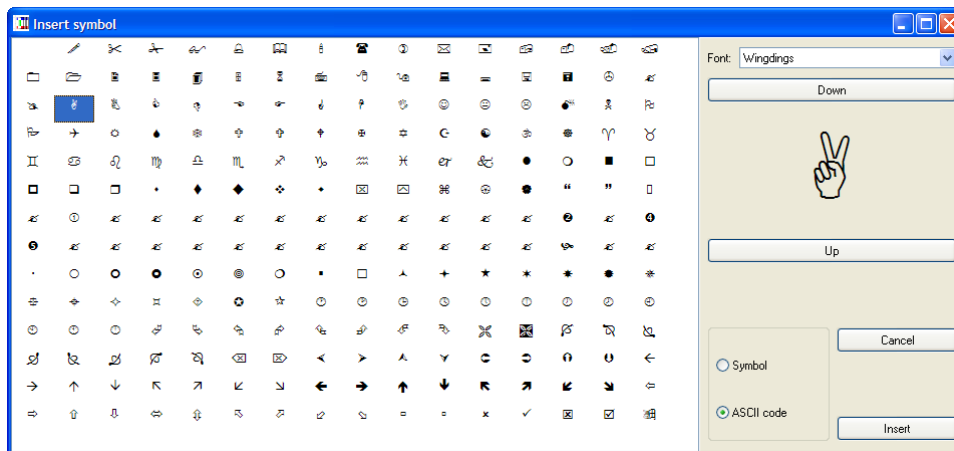 Insert symbol
Font: Wingdings
Down
Up
Cancel
Symbol
ASCII code
Insert